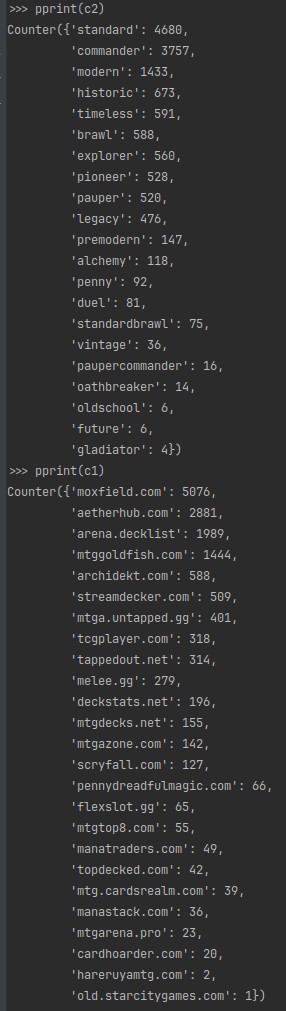 >>> pprint(c2)
Counter({'standard': 4680,
'commander': 3757,
'modern': 1433,
'historic': 673,
'timeless': 591,
'brawl': 588,
'explorer': 560,
'pioneer': 528,
'pauper': 520,
'legacy': 476,
'premodern': 147,
'alchemy': 118,
'penny': 92,
'duel': 81,
'standardbrawl': 75,
'vintage': 36,
'paupercommander': 16,
'oathbreaker': 14,
'oldschool': 6,
'future': 6,
'gladiator': 4})
>>> pprint(c1)
Counter({'moxfield.com': 5076,
'aetherhub.com': 2881,
'arena.decklist': 1989,
'mtggoldfish.com': 1444,
'archidekt.com': 588,
'streamdecker.com': 509,
'mtga.untapped.gg': 401,
'tcgplayer.com': 318,
'tappedout.net': 314,
'melee.gg': 279,
'deckstats.net': 196,
'mtgdecks.net': 155,
'mtgazone.com': 142,
'scryfall.com': 127,
'pennydreadfulmagic.com': 66,
'flexslot.gg': 65,
'mtgtop8.com': 55,
'manatraders.com': 49,
'topdecked.com': 42,
'mtg.cardsrealm.com': 39,
'manastack.com': 36,
'mtgarena.pro': 23,
'cardhoarder.com': 20,
'hareruyamtg.com': 2,
'old.starcitygames.com': 1})